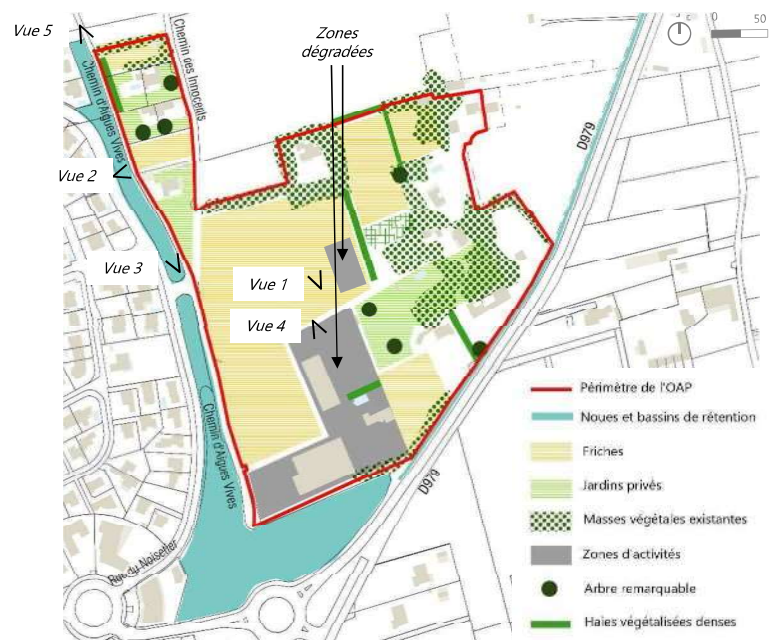 Vue 5
Zones
dégradées
0
50
Chemin des Innocents
Chemin d'Aigues Vives
D979
Vue 2
Vue 3
Vue 1
Vue 4
Chemin d'Aigues Vives
D979
Rue du Noisetier
Périmètre de l'OAP
Noues et bassins de rétention
Friches
Jardins privés
Masses végétales existantes
Zones d'activités
Arbre remarquable
Haies végétalisées denses